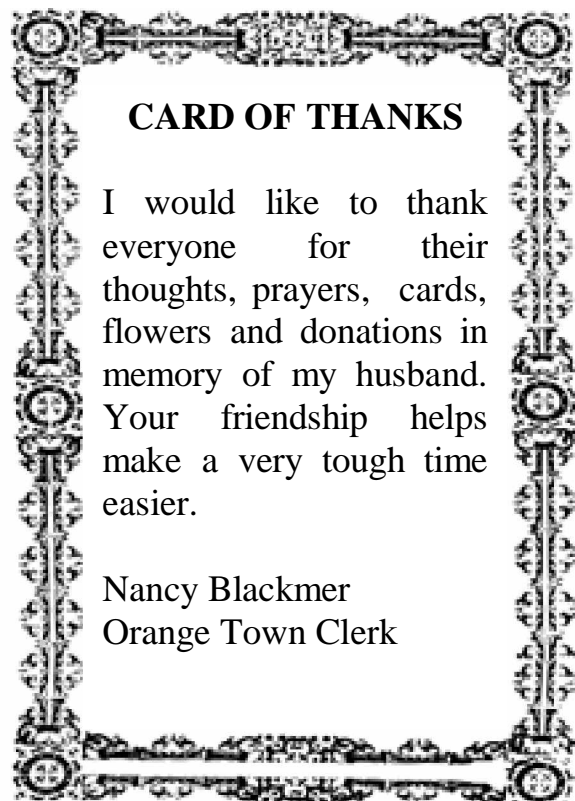 CARD OF THANKS
I would like to thank
everyone for their
thoughts, prayers, cards,
flowers and donations in
memory of my husband.
Your friendship helps
make a very tough time
easier.
Nancy Blackmer
Orange Town Clerk